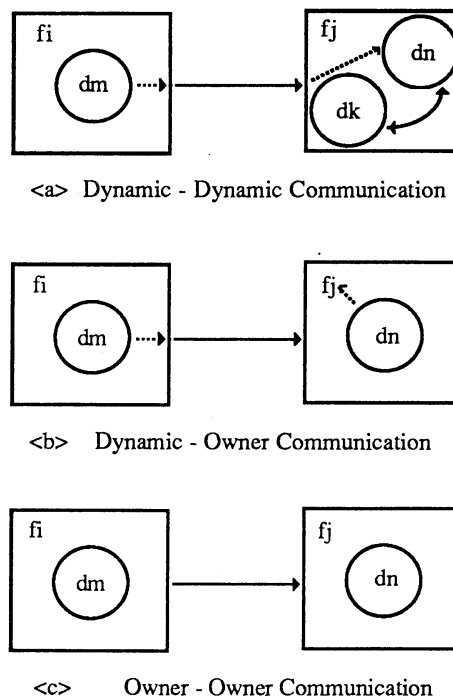 fi
fj
dm
dn
dk
<a> Dynamic - Dynamic Communication
fi
fj
dm
dn
<b> Dynamic - Owner Communication
fi
fj
dm
dn
<c> Owner - Owner Communication